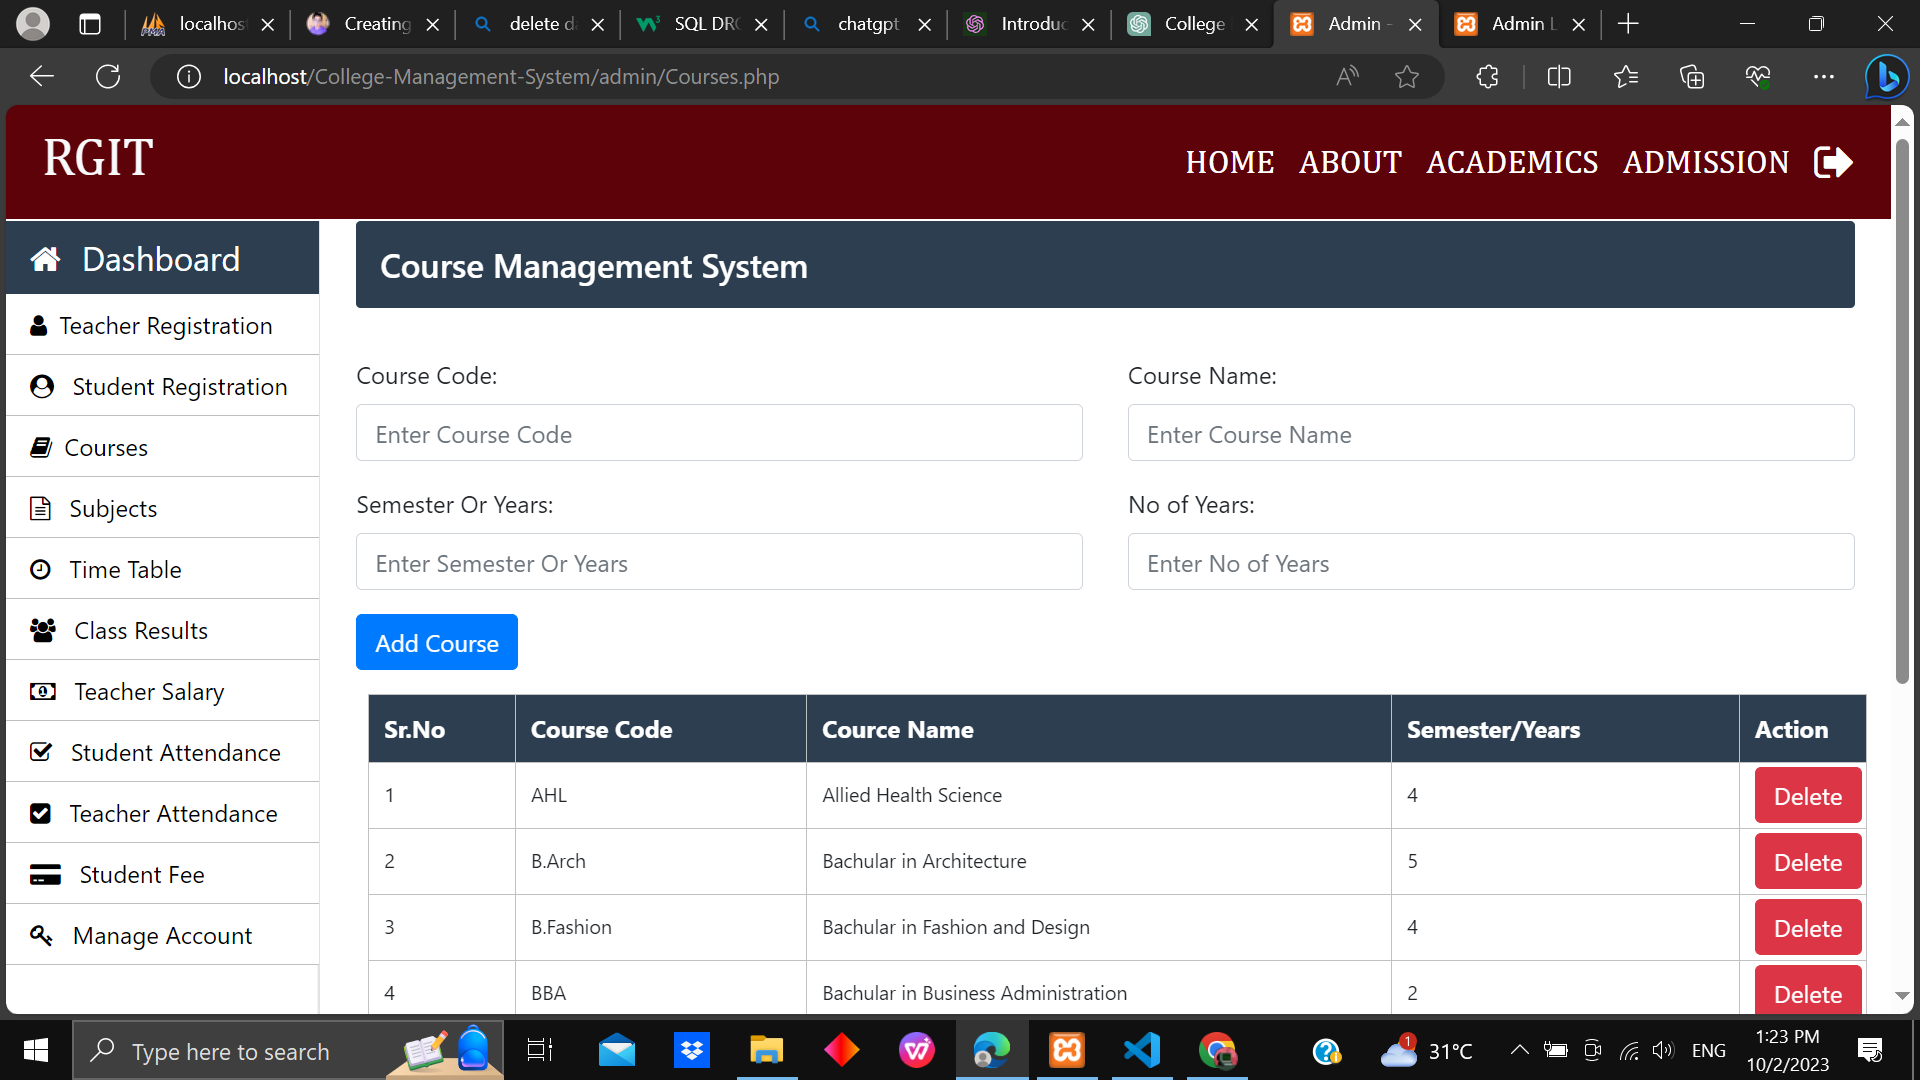 localhos
Creating
delete da
SQL DRO
chatgpt
Introduc
College
Admin -
Admin L
localhost/College-Management-System/admin/Courses.php
RGIT
HOME ABOUT ACADEMICS ADMISSION
Dashboard
Teacher Registration
Student Registration
Courses
Subjects
Time Table
Class Results
Teacher Salary
Student Attendance
Teacher Attendance
Student Fee
Manage Account
Course Management System
Course Code: Course Name:
Enter Course Code Enter Course Name
Semester Or Years: No of Years:
Enter Semester Or Years Enter No of Years
Add Course
Sr.No Course Code Cource Name Semester/Years Action
1 AHL Allied Health Science 4 Delete
2 B.Arch Bachular in Architecture 5 Delete
3 B.Fashion Bachular in Fashion and Design 4 Delete
4 BBA Bachular in Business Administration 2 Delete
Type here to search
1
31°C
ENG
1:23 PM
10/2/2023